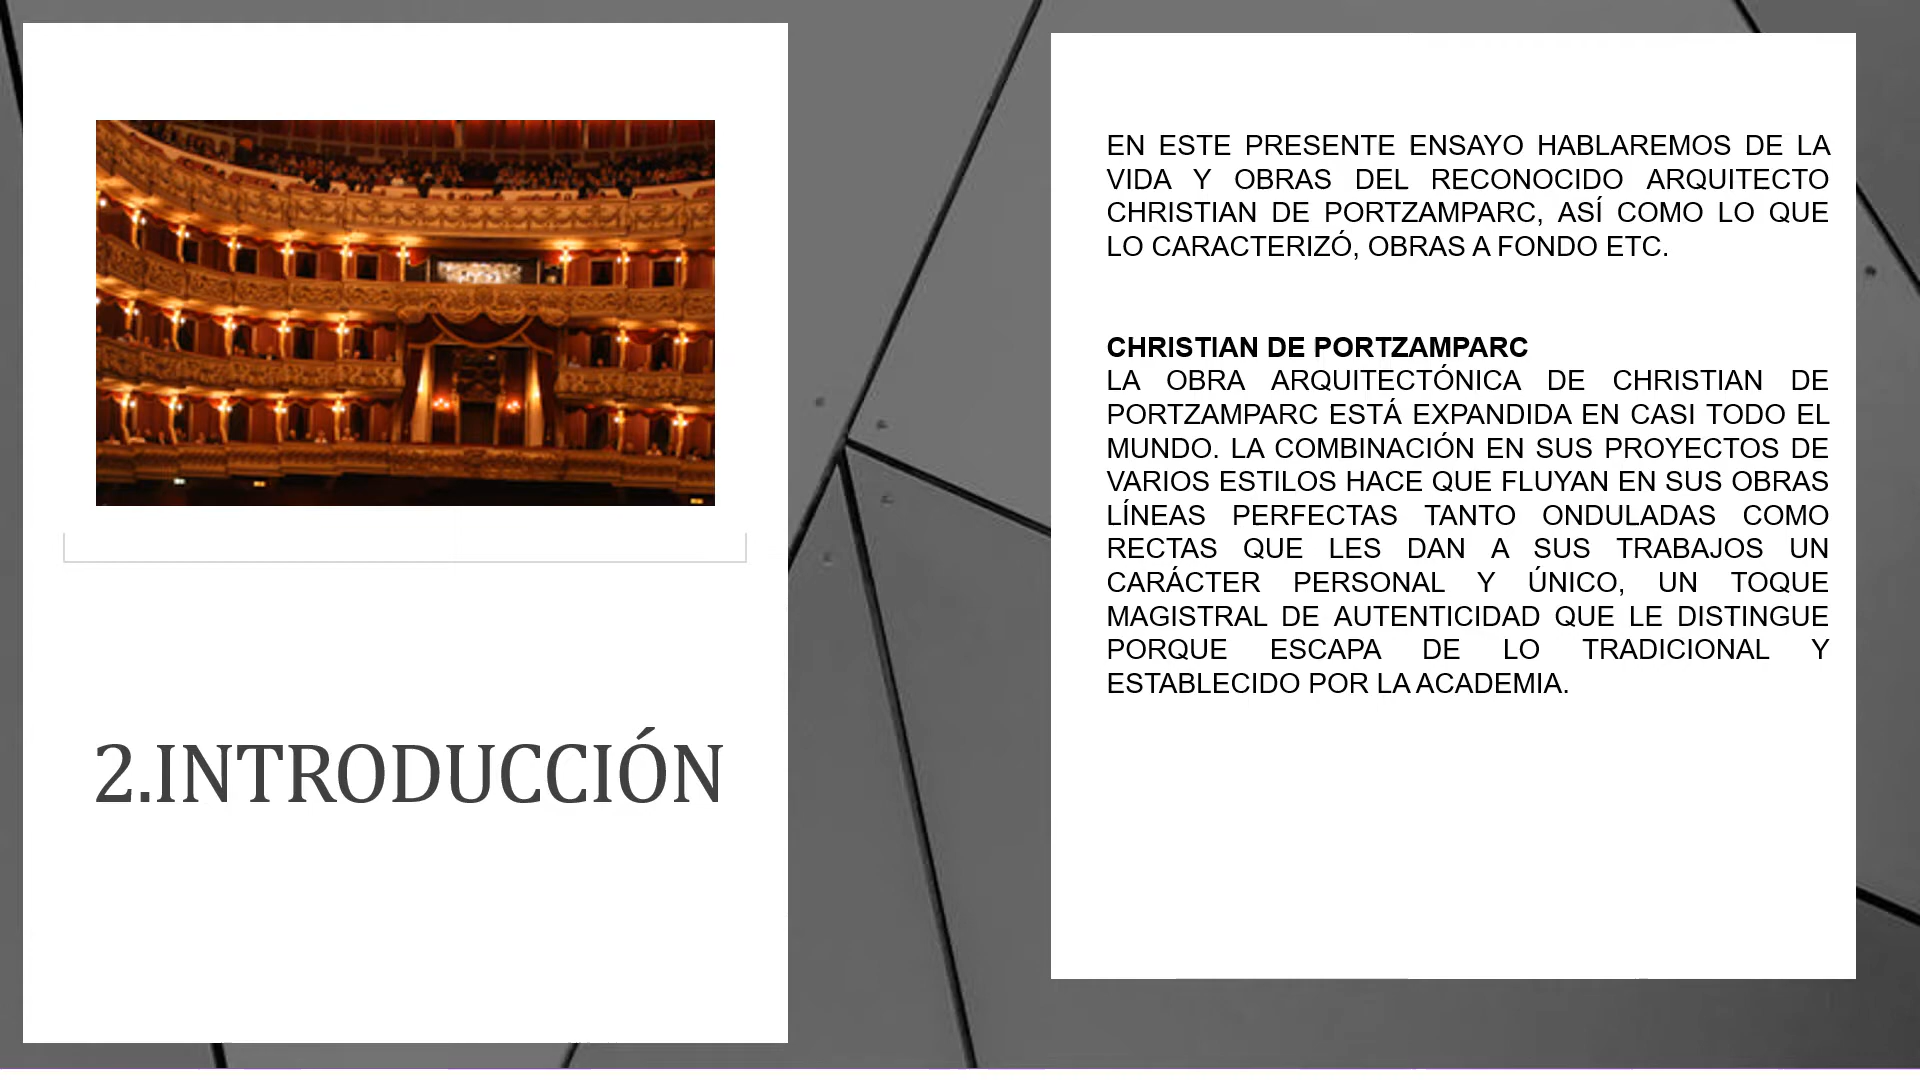 2.INTRODUCCIÓN
EN ESTE PRESENTE ENSAYO HABLAREMOS DE LA
VIDA Y OBRAS DEL RECONOCIDO ARQUITECTO
CHRISTIAN DE PORTZAMPARC, ASÍ COMO LO QUE
LO CARACTERIZÓ, OBRAS A FONDO ETC.
CHRISTIAN DE PORTZAMPARC
LA OBRA ARQUITECTÓNICA DE CHRISTIAN DE
PORTZAMPARC ESTÁ EXPANDIDA EN CASI TODO EL
MUNDO. LA COMBINACIÓN EN SUS PROYECTOS DE
VARIOS ESTILOS HACE QUE FLUYAN EN SUS OBRAS
LÍNEAS PERFECTAS TANTO ONDULADAS COMO
RECTAS QUE LES DAN A SUS TRABAJOS UN
CARÁCTER PERSONAL Y ÚNICO, UN TOQUE
MAGISTRAL DE AUTENTICIDAD QUE LE DISTINGUE
PORQUE ESCAPA DE LO TRADICIONAL Y
ESTABLECIDO POR LA ACADEMIA.